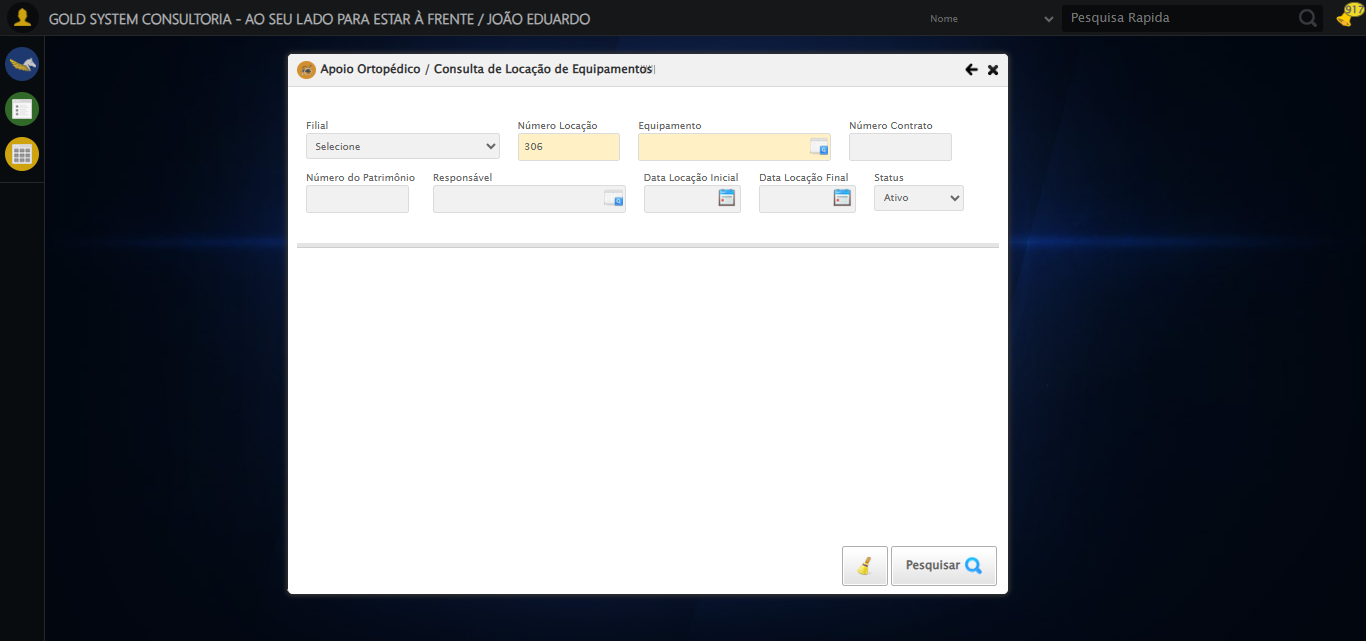 GOLD SYSTEM CONSULTORIA - AO SEU LADO PARA ESTAR À FRENTE / JOÃO EDUARDO
Nome
Pesquisa Rapida
917
Apoio Ortopédico / Consulta de Locação de Equipamentos
Filial
Número Locação
Equipamento
Número Contrato
Selecione
306
Número do Patrimônio
Responsável
Data Locação Inicial
Data Locação Final
Status
Ativo
Pesquisar